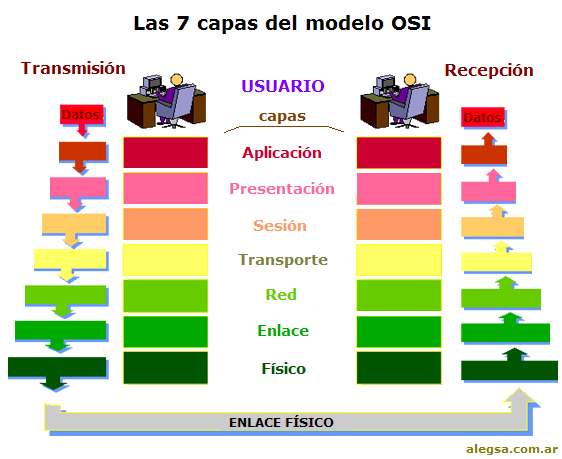 Las 7 capas del modelo OSI
Transmisión
Recepción
USUARIO
capas
Datos
Datos
Aplicación
Presentación
Sesión
Transporte
Red
Enlace
Físico
ENLACE FÍSICO
alegsa.com.ar